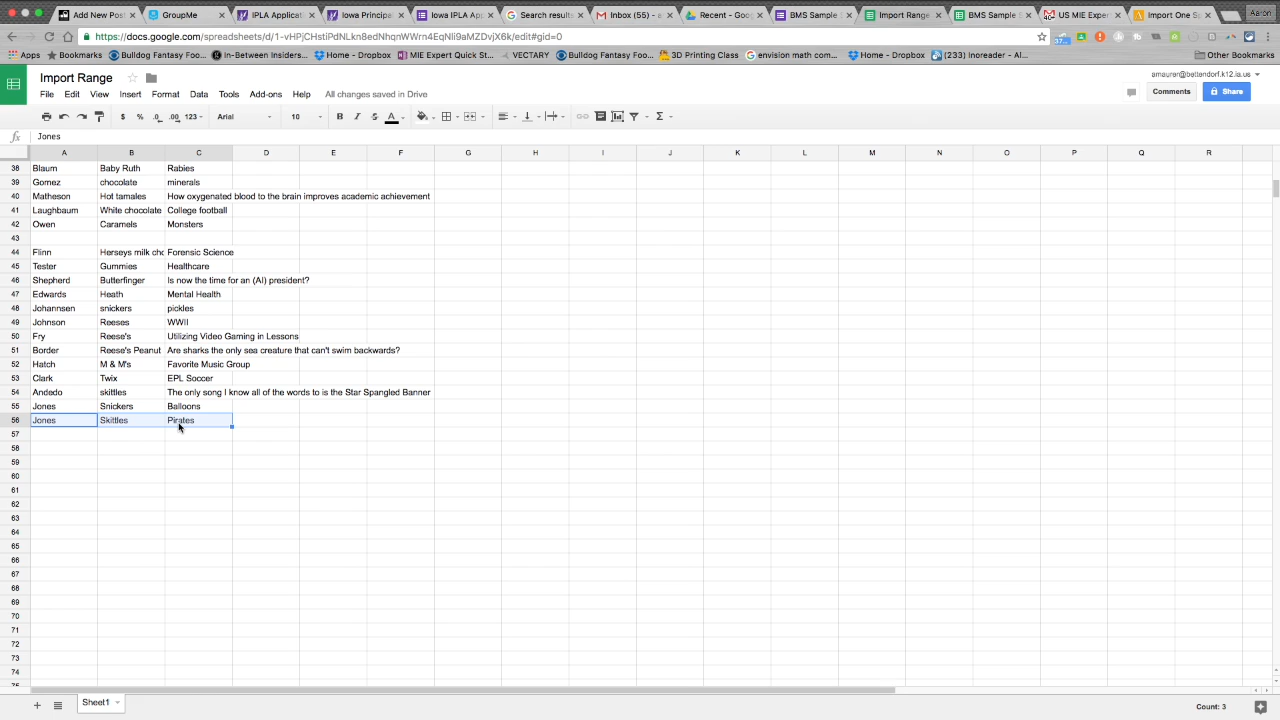 Add New Post
GroupMe
IPLA Applicati
Iowa Principa
Iowa IPLA App
Search result
Inbox (55) - e
Recent - Goog
BMS Sample
Import Range
BMS Sample S
US MIE Exper
Import One S
Aaron
https://docs.google.com/spreadsheets/d/1-vHPjCHstiPdNLkn8edNhqnWWrn4EqNli9aMZDvjX6k/edit#gid=0
Apps
Bookmarks
Bulldog Fantasy Foo...
In-Between Insiders...
Home - Dropbox
MIE Expert Quick St...
VECTARY
Bulldog Fantasy Foo...
3D Printing Class
envision math com...
Home - Dropbox
(233) Inoreader - Al...
Other Bookmarks
Import Range
amaurer@bettendorf.k12.ia.us
File Edit View Insert Format Data Tools Add-ons Help All changes saved in Drive
Comments
Share
$ % .0 .00 123 Arial 10 B I S A
fx Jones
A B C D E F G H I J K L M N O P Q R
38 Blaum Baby Ruth Rabies
39 Gomez chocolate minerals
40 Matheson Hot tamales How oxygenated blood to the brain improves academic achievement
41 Laughbaum White chocolate College football
42 Owen Caramels Monsters
43
44 Flinn Herseys milk cho Forensic Science
45 Tester Gummies Healthcare
46 Shepherd Butterfinger Is now the time for an (AI) president?
47 Edwards Heath Mental Health
48 Johannsen snickers pickles
49 Johnson Reeses WWII
50 Fry Reese's Utilizing Video Gaming in Lessons
51 Border Reese's Peanut Are sharks the only sea creature that can't swim backwards?
52 Hatch M & M's Favorite Music Group
53 Clark Twix EPL Soccer
54 Andedo skittles The only song I know all of the words to is the Star Spangled Banner
55 Jones Snickers Balloons
56 Jones Skittles Pirates
57
58
59
60
61
62
63
64
65
66
67
68
69
70
71
72
73
74
Sheet1
Count: 3